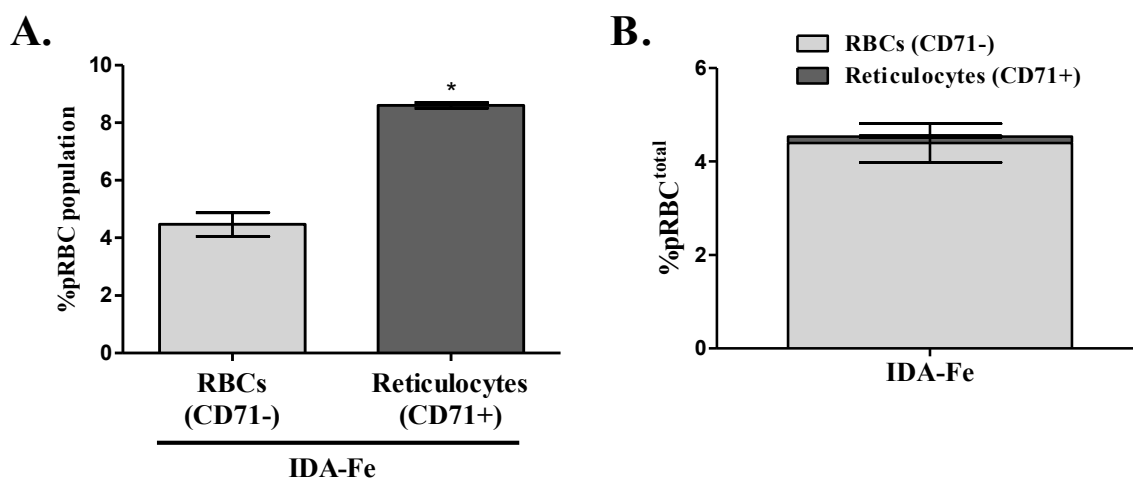 A.
%pRBC population
10
8
6
4
2
0
*
RBCs
(CD71-)
Reticulocytes
(CD71+)
IDA-Fe
B.
RBCs (CD71-)
Reticulocytes (CD71+)
%pRBC^total
6
4
2
0
IDA-Fe